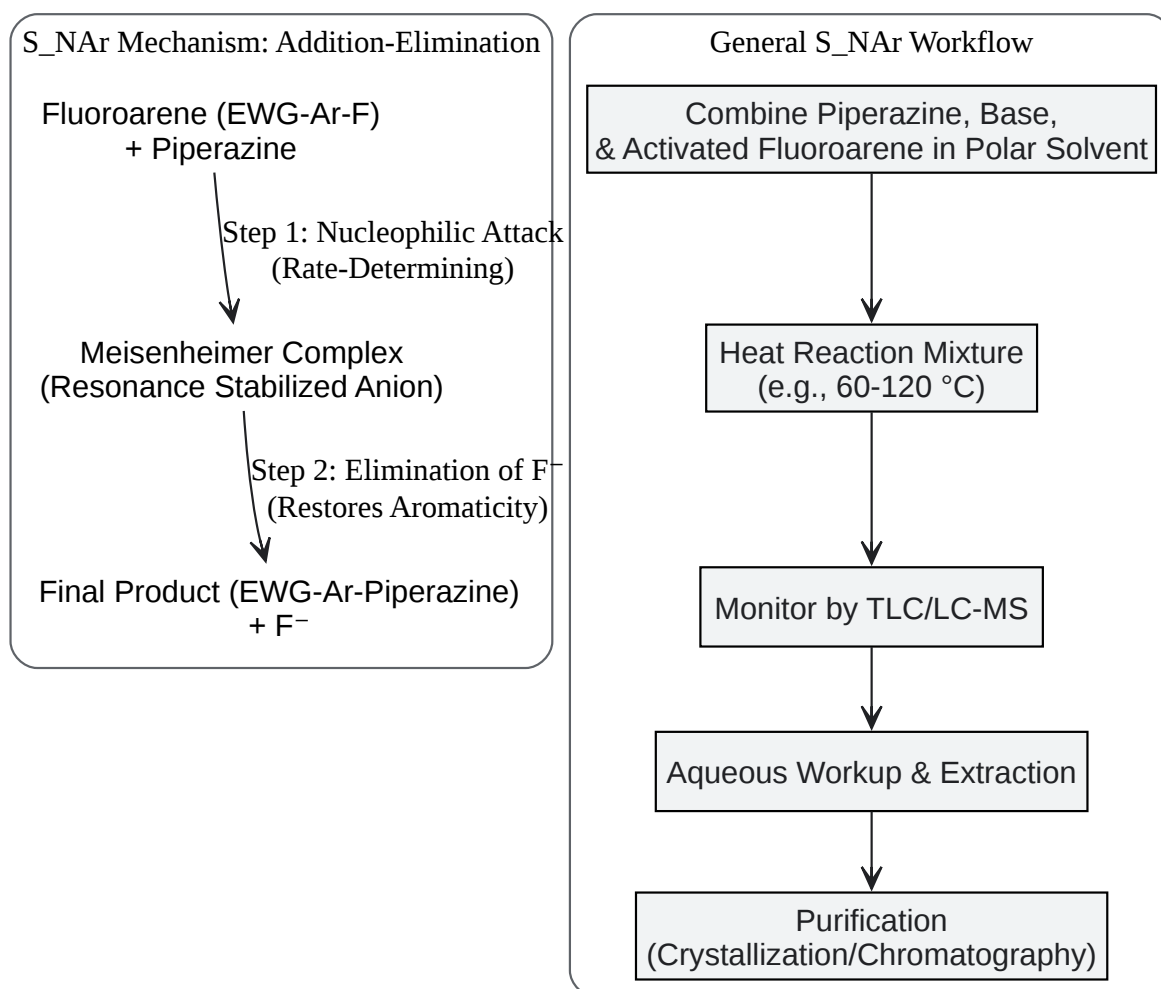 S_NAr Mechanism: Addition-Elimination
Fluoroarene (EWG-Ar-F)
+ Piperazine
Step 1: Nucleophilic Attack
(Rate-Determining)
Meisenheimer Complex
(Resonance Stabilized Anion)
Step 2: Elimination of F⁻
(Restores Aromaticity)
Final Product (EWG-Ar-Piperazine)
+ F⁻
General S_NAr Workflow
Combine Piperazine, Base,
& Activated Fluoroarene in Polar Solvent
Heat Reaction Mixture
(e.g., 60-120 °C)
Monitor by TLC/LC-MS
Aqueous Workup & Extraction
Purification
(Crystallization/Chromatography)